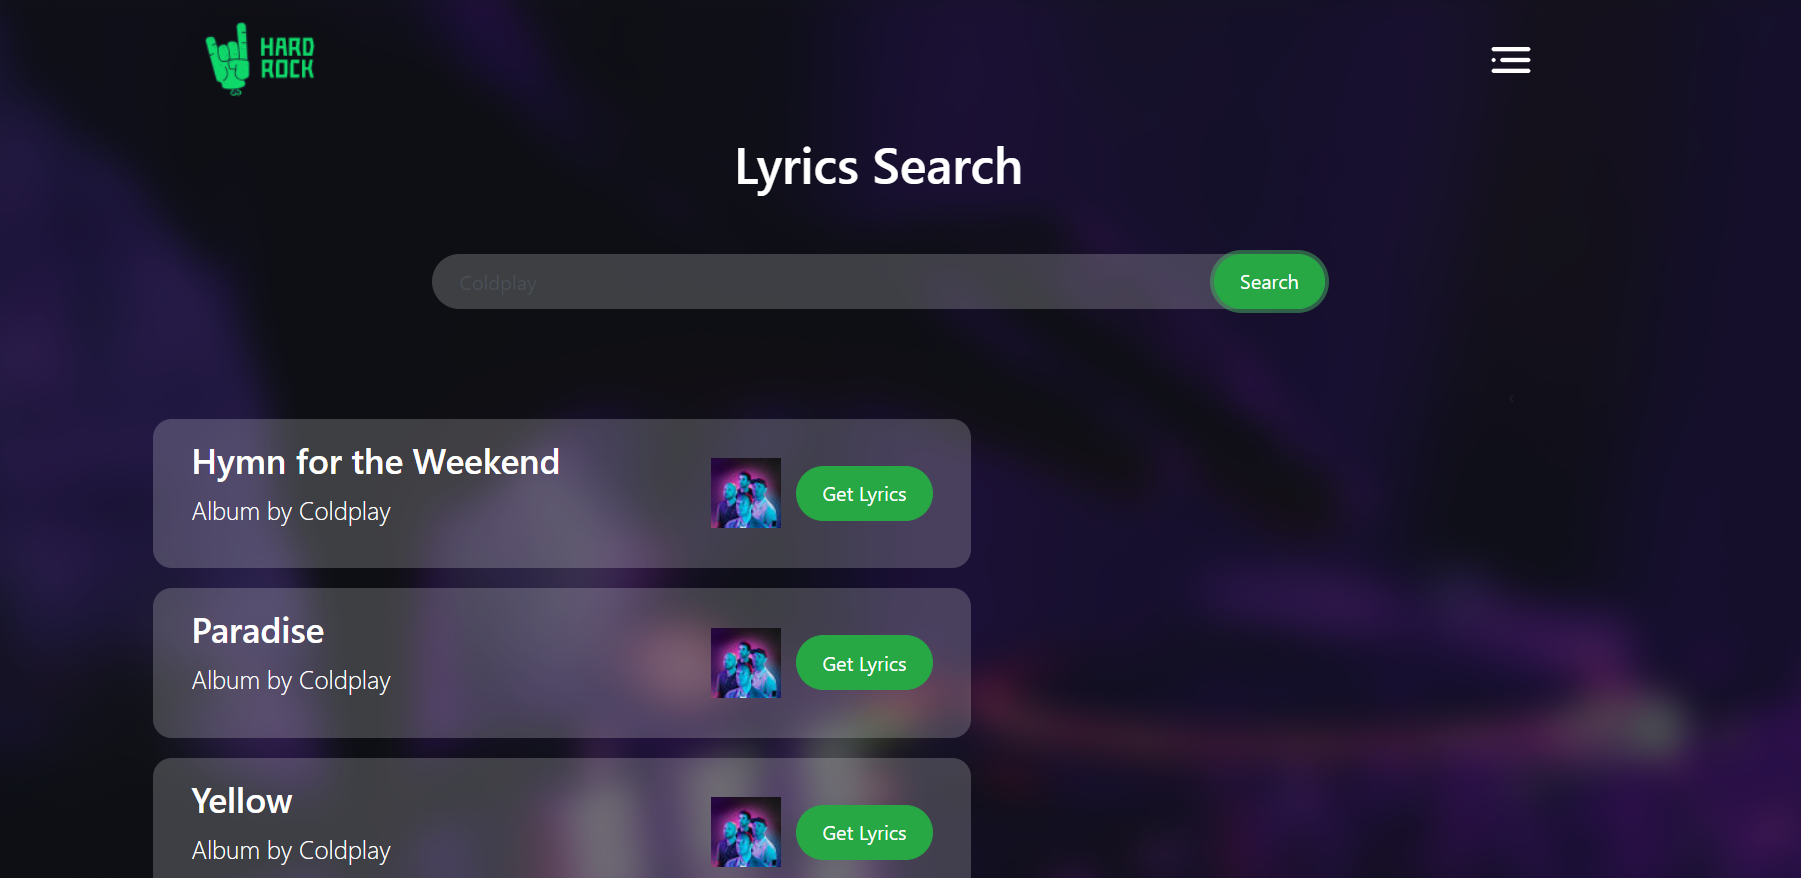 HARD
ROCK
Lyrics Search
Coldplay
Search
Hymn for the Weekend
Album by Coldplay
Get Lyrics
Paradise
Album by Coldplay
Get Lyrics
Yellow
Album by Coldplay
Get Lyrics